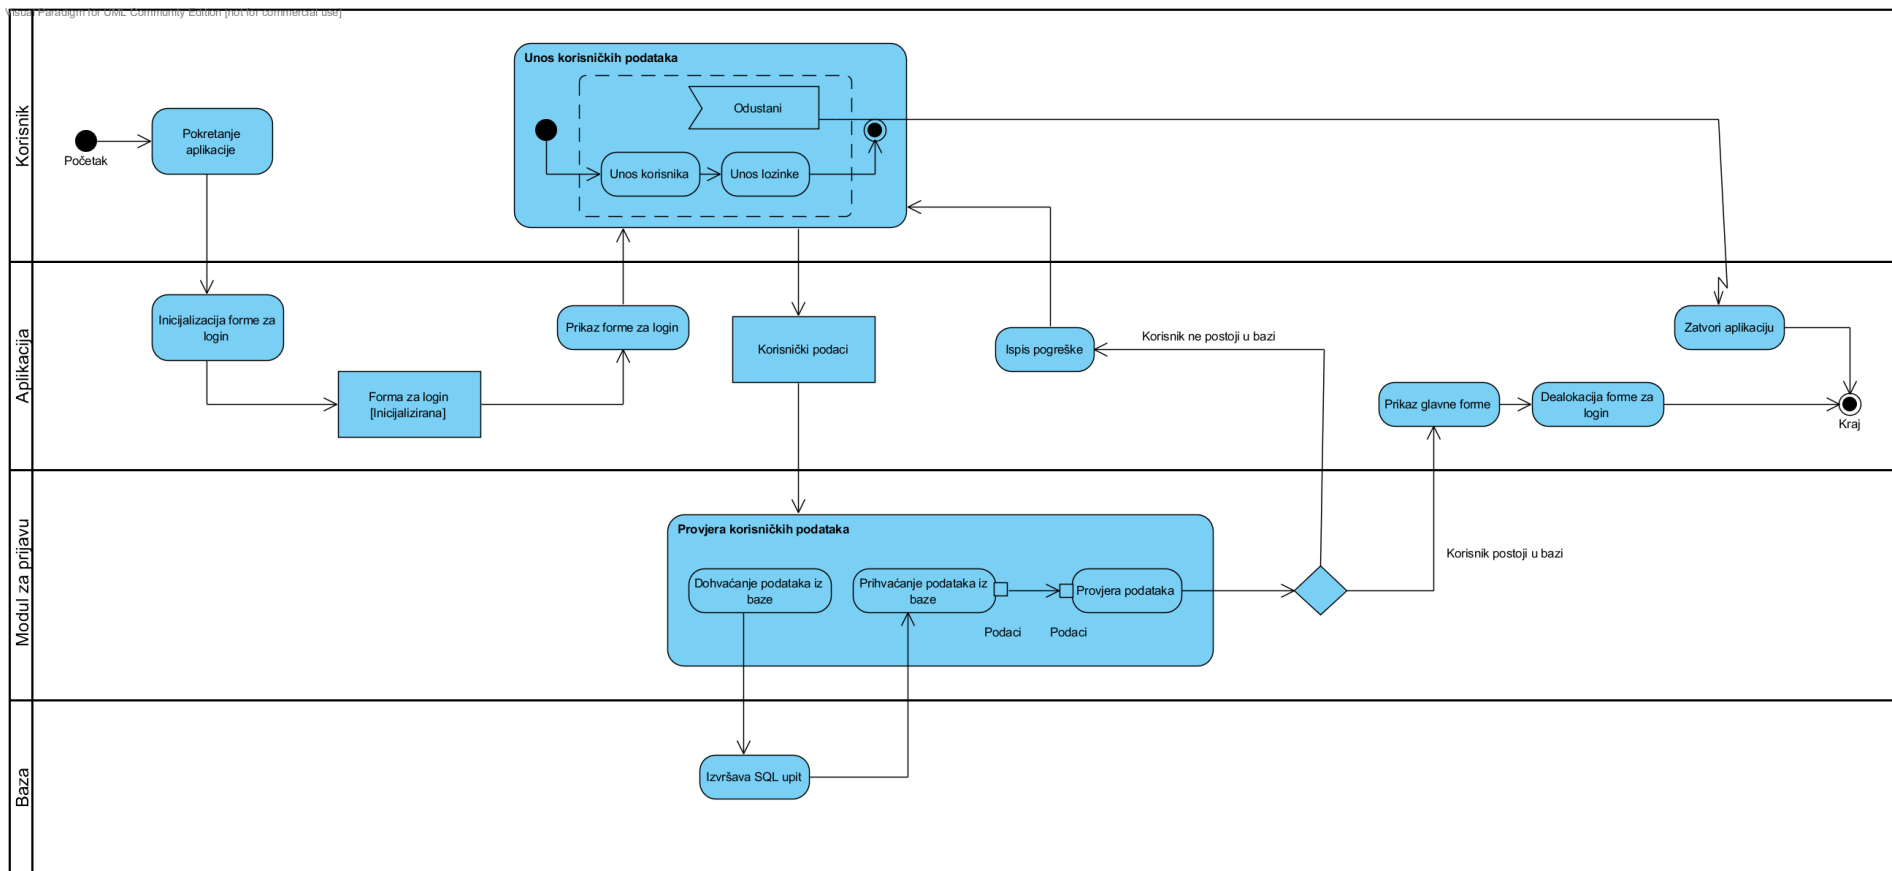 Visual Paradigm for UML Community Edition [not for commercial use]
Korisnik
Početak
Pokretanje
aplikacije
Unos korisničkih podataka
Odustani
Unos korisnika
Unos lozinke
Aplikacija
Inicijalizacija forme za
login
Forma za login
[Inicijalizirana]
Prikaz forme za login
Korisnički podaci
Ispis pogreške
Korisnik ne postoji u bazi
Zatvori aplikaciju
Prikaz glavne forme
Dealokacija forme za
login
Kraj
Modul za prijavu
Provjera korisničkih podataka
Dohvaćanje podataka iz
baze
Prihvaćanje podataka iz
baze
Podaci
Podaci
Provjera podataka
Korisnik postoji u bazi
Baza
Izvršava SQL upit